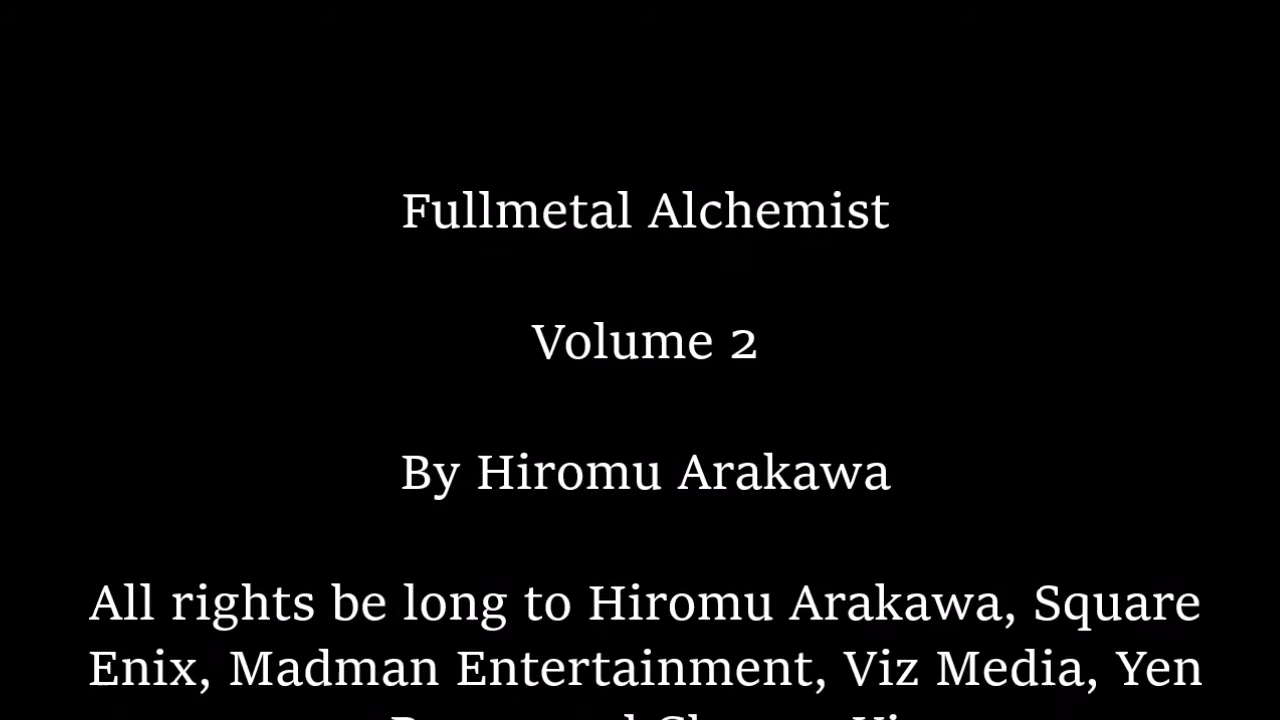 Fullmetal Alchemist
Volume 2
By Hiromu Arakawa
All rights be long to Hiromu Arakawa, Square
Enix, Madman Entertainment, Viz Media, Yen